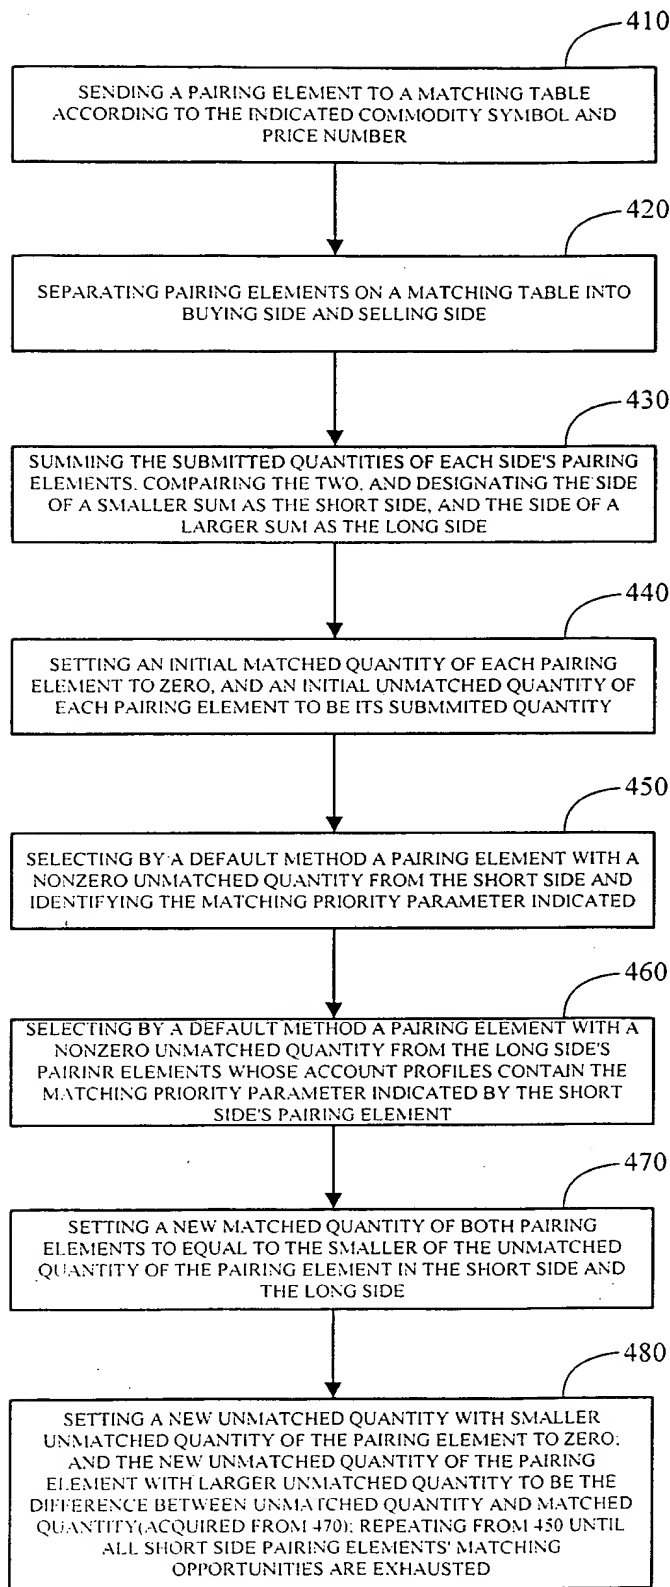 410
SENDING A PAIRING ELEMENT TO A MATCHING TABLE
ACCORDING TO THE INDICATED COMMODITY SYMBOL AND
PRICE NUMBER
420
SEPARATING PAIRING ELEMENTS ON A MATCHING TABLE INTO
BUYING SIDE AND SELLING SIDE
430
SUMMING THE SUBMITTED QUANTITIES OF EACH SIDE'S PAIRING
ELEMENTS, COMPAIRING THE TWO, AND DESIGNATING THE SIDE
OF A SMALLER SUM AS THE SHORT SIDE, AND THE SIDE OF A
LARGER SUM AS THE LONG SIDE
440
SETTING AN INITIAL MATCHED QUANTITY OF EACH PAIRING
ELEMENT TO ZERO, AND AN INITIAL UNMATCHED QUANTITY OF
EACH PAIRING ELEMENT TO BE ITS SUBMMITED QUANTITY
450
SELECTING BY A DEFAULT METHOD A PAIRING ELEMENT WITH A
NONZERO UNMATCHED QUANTITY FROM THE SHORT SIDE AND
IDENTIFYING THE MATCHING PRIORITY PARAMETER INDICATED
460
SELECTING BY A DEFAULT METHOD A PAIRING ELEMENT WITH A
NONZERO UNMATCHED QUANTITY FROM THE LONG SIDE'S
PAIRINR ELEMENTS WHOSE ACCOUNT PROFILES CONTAIN THE
MATCHING PRIORITY PARAMETER INDICATED BY THE SHORT
SIDE'S PAIRING ELEMENT
470
SETTING A NEW MATCHED QUANTITY OF BOTH PAIRING
ELEMENTS TO EQUAL TO THE SMALLER OF THE UNMATCHED
QUANTITY OF THE PAIRING ELEMENT IN THE SHORT SIDE AND
THE LONG SIDE
480
SETTING A NEW UNMATCHED QUANTITY WITH SMALLER
UNMATCHED QUANTITY OF THE PAIRING ELEMENT TO ZERO;
AND THE NEW UNMATCHED QUANTITY OF THE PAIRING
ELEMENT WITH LARGER UNMATCHED QUANTITY TO BE THE
DIFFERENCE BETWEEN UNMATCHED QUANTITY AND MATCHED
QUANTITY(ACQUIRED FROM 470); REPEATING FROM 450 UNTIL
ALL SHORT SIDE PAIRING ELEMENTS' MATCHING
OPPORTUNITIES ARE EXHAUSTED